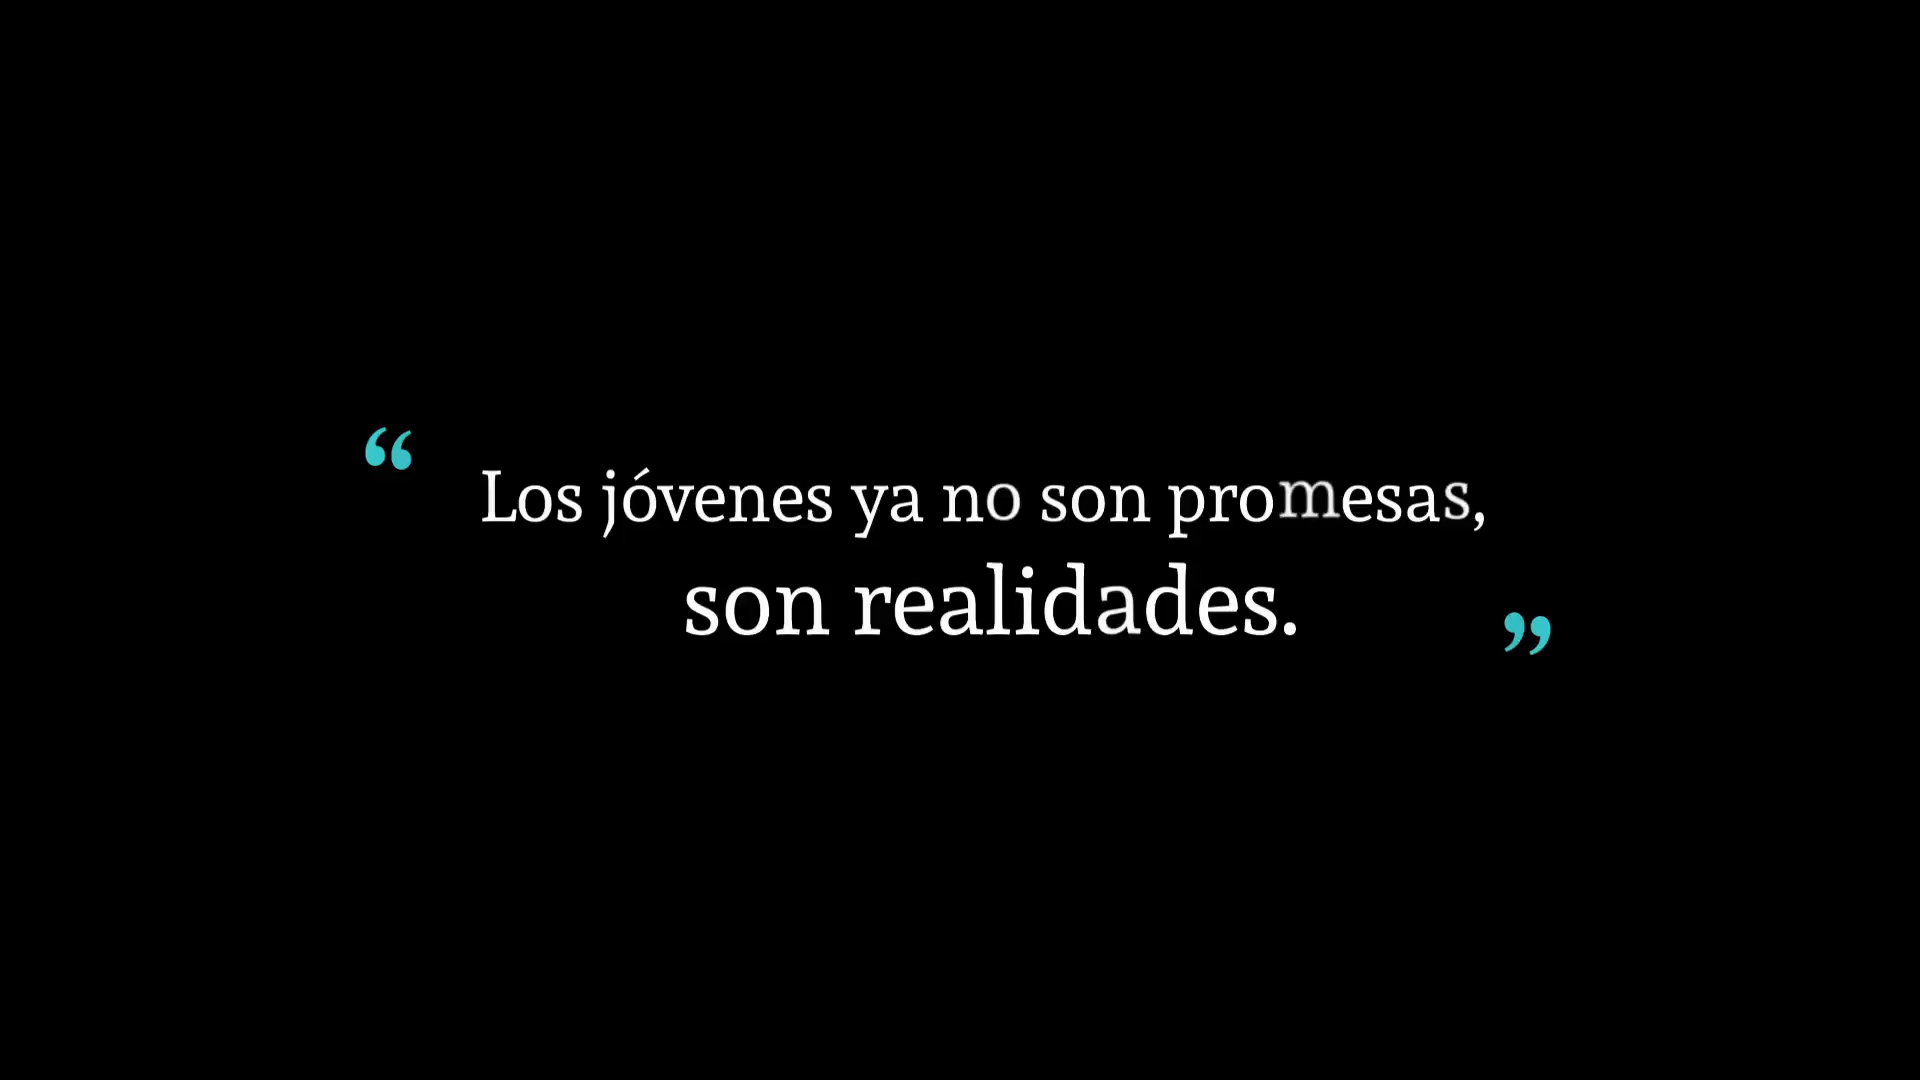 “ Los jóvenes ya no son promesas,
son realidades. ”